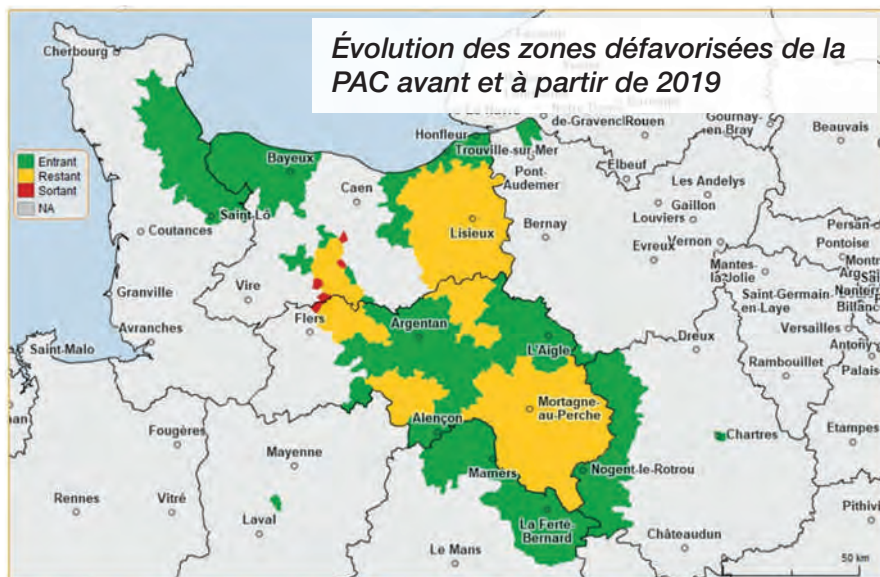 Évolution des zones défavorisées de la
PAC avant et à partir de 2019
Cherbourg
Entrant
Restant
Sortant
NA
Bayeux
Caen
Honfleur
Trouville-sur-Mer
Pont-
Audemer
de-Gravenc
Rouen
Gournay-
en-Bray
Beauvais
Elbeuf
Les Andelys
Gaillon
Louviers
Saint-Lô
Coutances
Lisieux
Bernay
Evreux
Vernon
Persan
Pontoise
Mantes-
la-Jolie
Granville
Vire
Saint-Germain
en-Laye
Avranches
Flers
Argentan
Versailles
Saint-Malo
L'Aigle
Dreux
Antony
Rambouillet
Palais
Mortagne-
au-Perche
Alençon
Fougères
Mayenne
Chartres
Etampes
Mamers
Nogent-le-Rotrou
Rennes
Vitré
Laval
La Ferté-
Bernard
Pithivi
Châteaudun
Le Mans
50 km